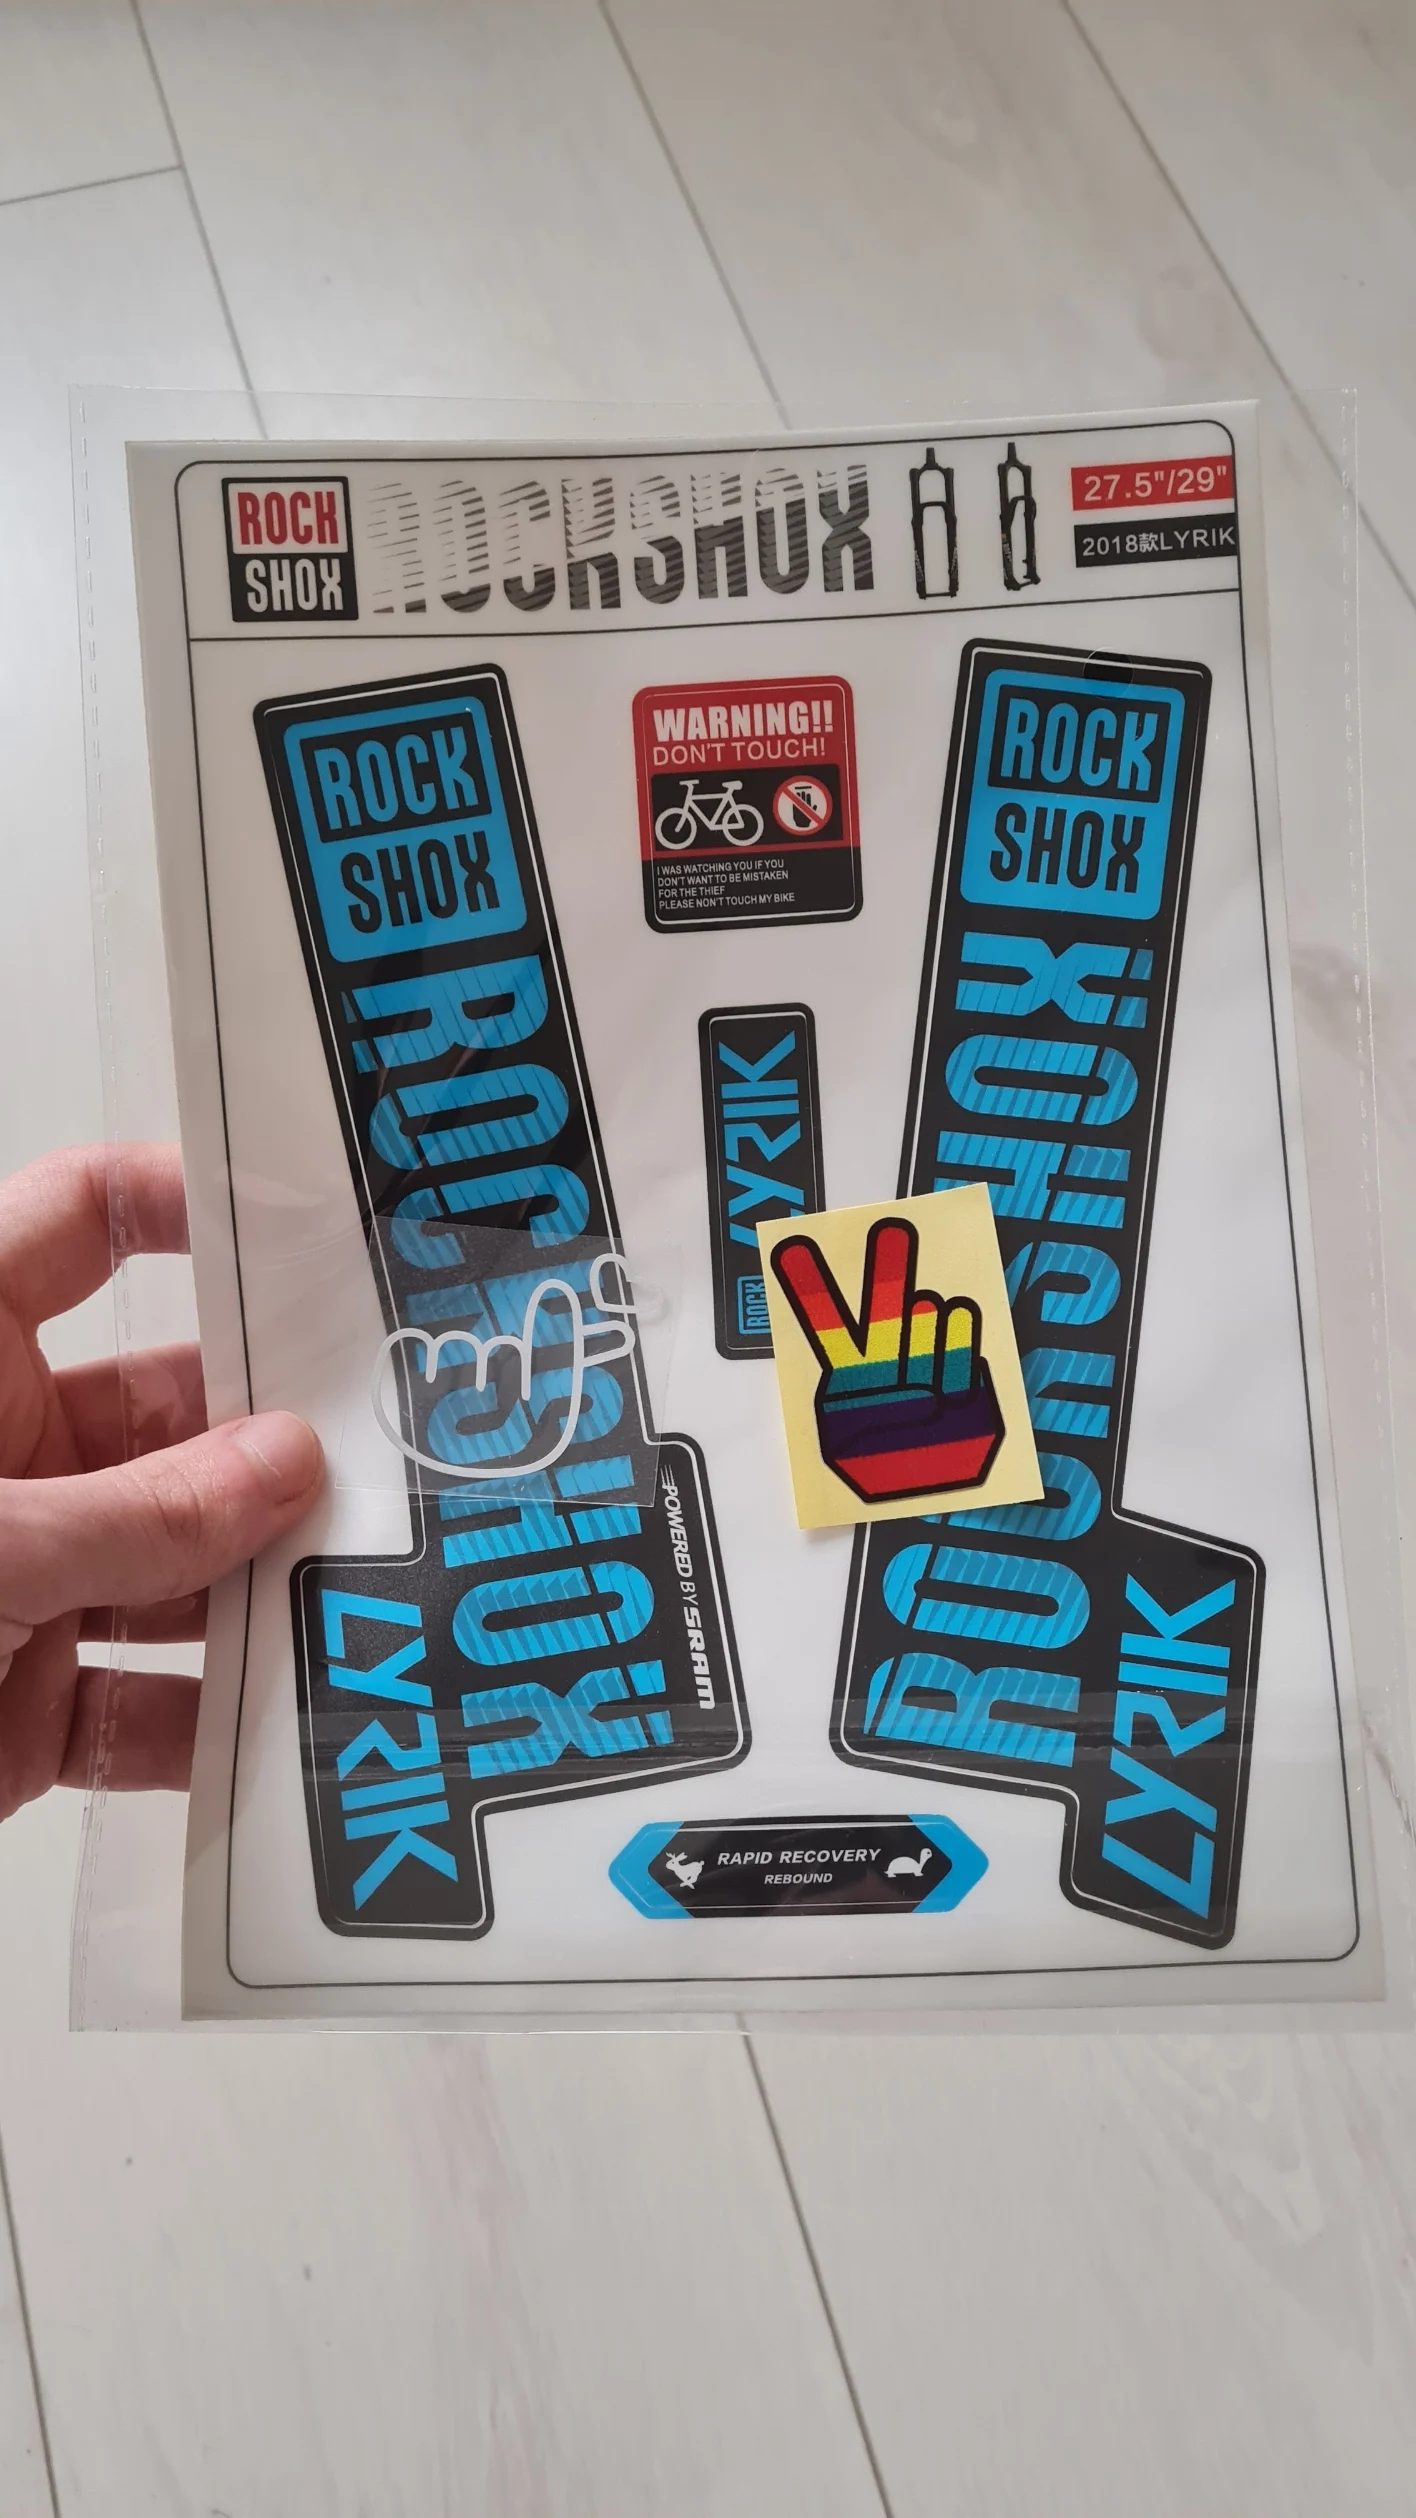 ROCK
SHOX
ROCKSHOX
27.5"/29"
2018款LYRIK
ROCK
SHOX
ROCKSHOX
LYRIK
POWERED BY SRAM
WARNING!!
DON'T TOUCH!
I WAS WATCHING YOU IF YOU
DON'T WANT TO BE MISTAKEN
FOR THE THIEF
PLEASE NON'T TOUCH MY BIKE
LYRIK
ROCK
ROCK
SHOX
ROCKSHOX
LYRIK
RAPID RECOVERY
REBOUND